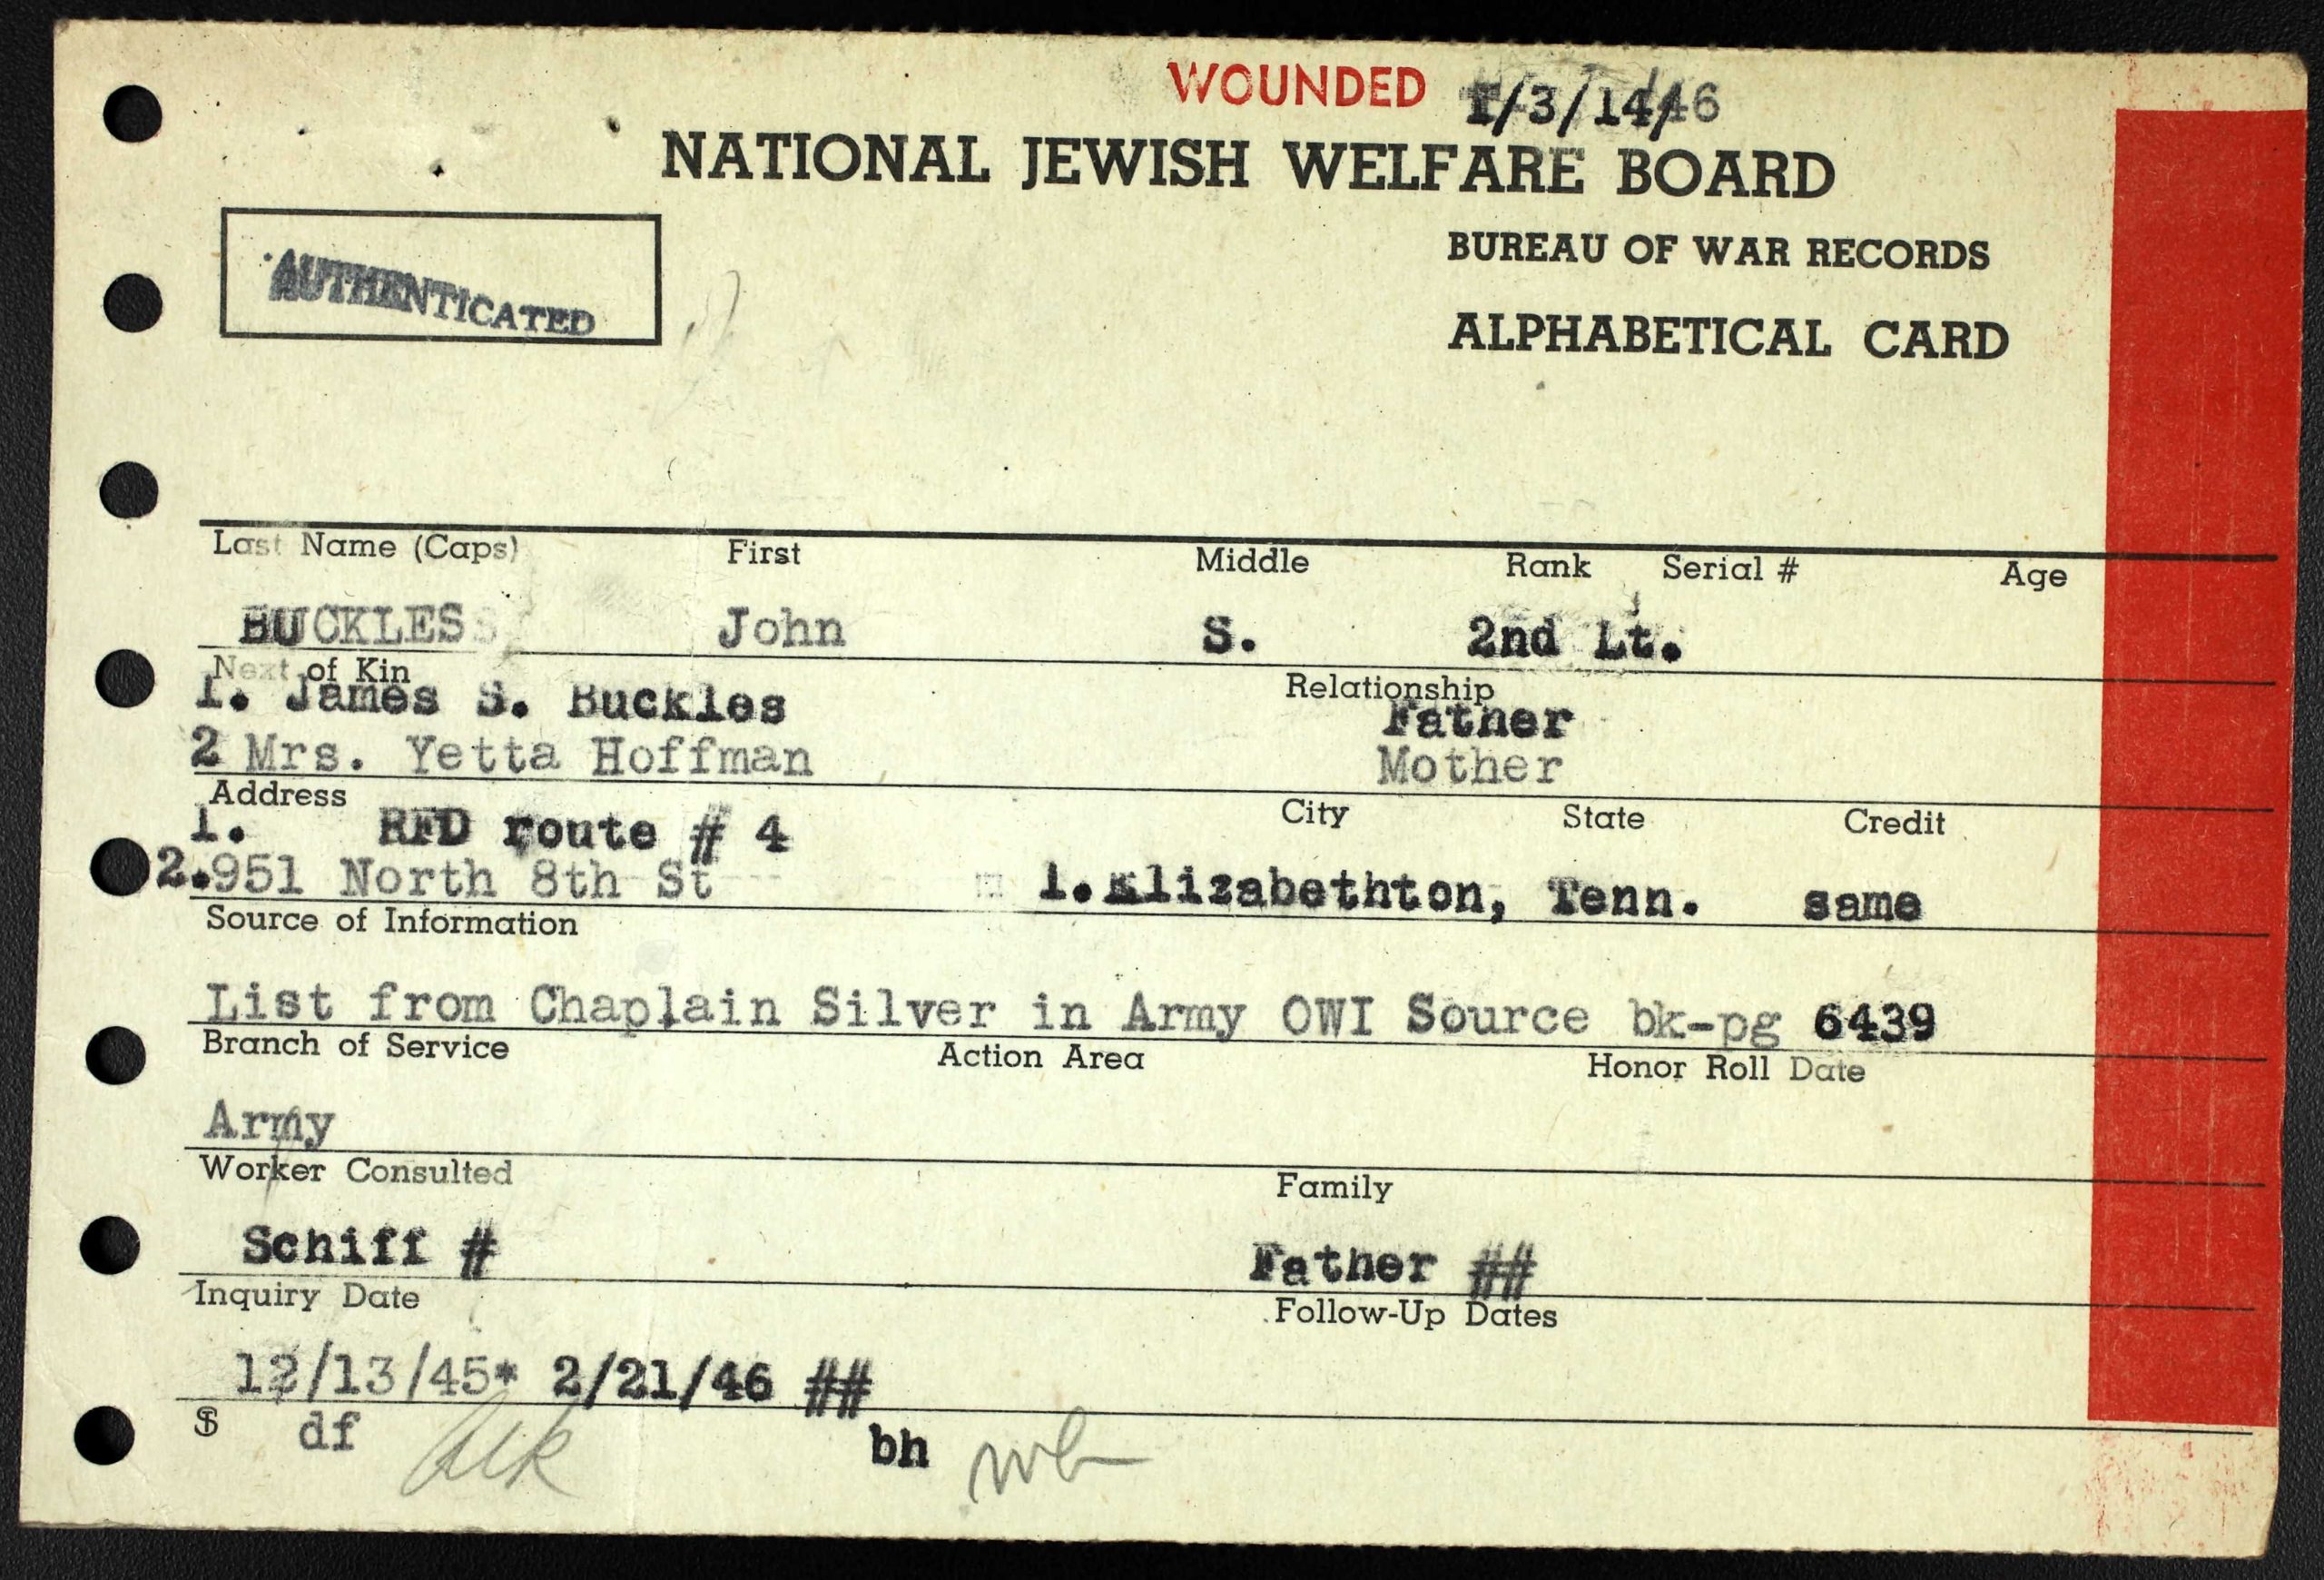 WOUNDED 1/3/14/46
NATIONAL JEWISH WELFARE BOARD
AUTHENTICATED
BUREAU OF WAR RECORDS
ALPHABETICAL CARD
Last Name (Caps) First Middle Rank Serial # Age
BUCKLES John S. 2nd Lt.
Next of Kin Relationship
1. James S. Buckles Father
2 Mrs. Yetta Hoffman Mother
Address City State Credit
1. RFD route # 4
2.951 North 8th St 1.Elizabethton, Tenn. same
Source of Information
List from Chaplain Silver in Army OWI Source bk-pg 6439
Branch of Service Action Area Honor Roll Date
Army
Worker Consulted Family
Schiff # Father ##
Inquiry Date Follow-Up Dates
12/13/45* 2/21/46 ##
$ df bh